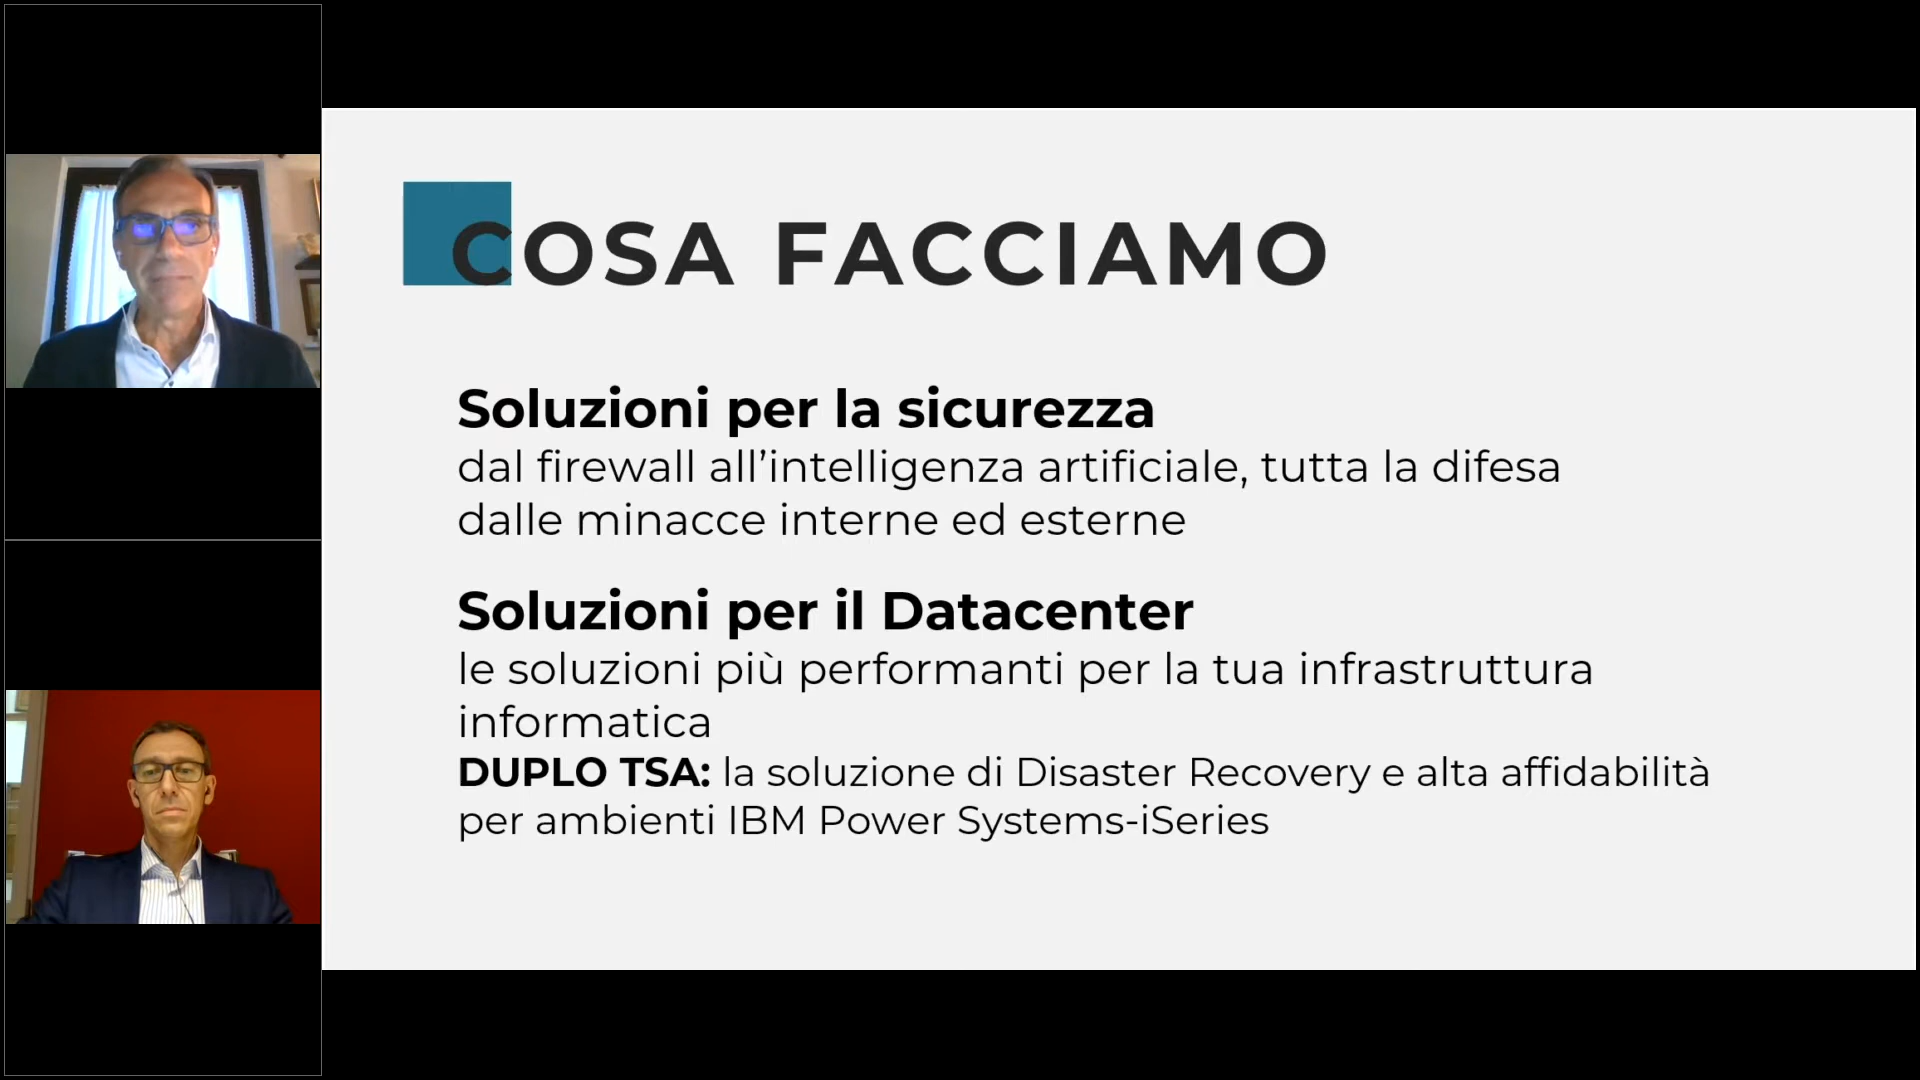 COSA FACCIAMO
Soluzioni per la sicurezza
dal firewall all’intelligenza artificiale, tutta la difesa
dalle minacce interne ed esterne
Soluzioni per il Datacenter
le soluzioni più performanti per la tua infrastruttura
informatica
DUPLO TSA: la soluzione di Disaster Recovery e alta affidabilità
per ambienti IBM Power Systems-iSeries